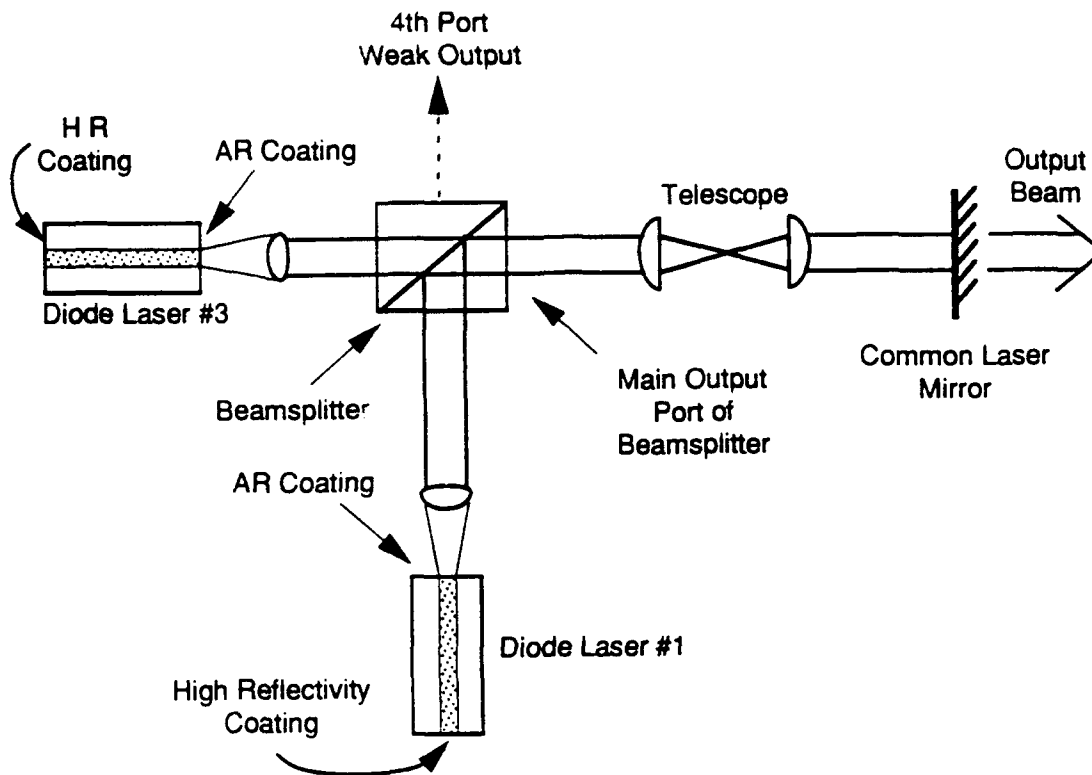 4th Port
Weak Output
H R
Coating
AR Coating
Output
Beam
Telescope
Diode Laser #3
Beamsplitter
Main Output
Port of
Beamsplitter
Common Laser
Mirror
AR Coating
Diode Laser #1
High Reflectivity
Coating